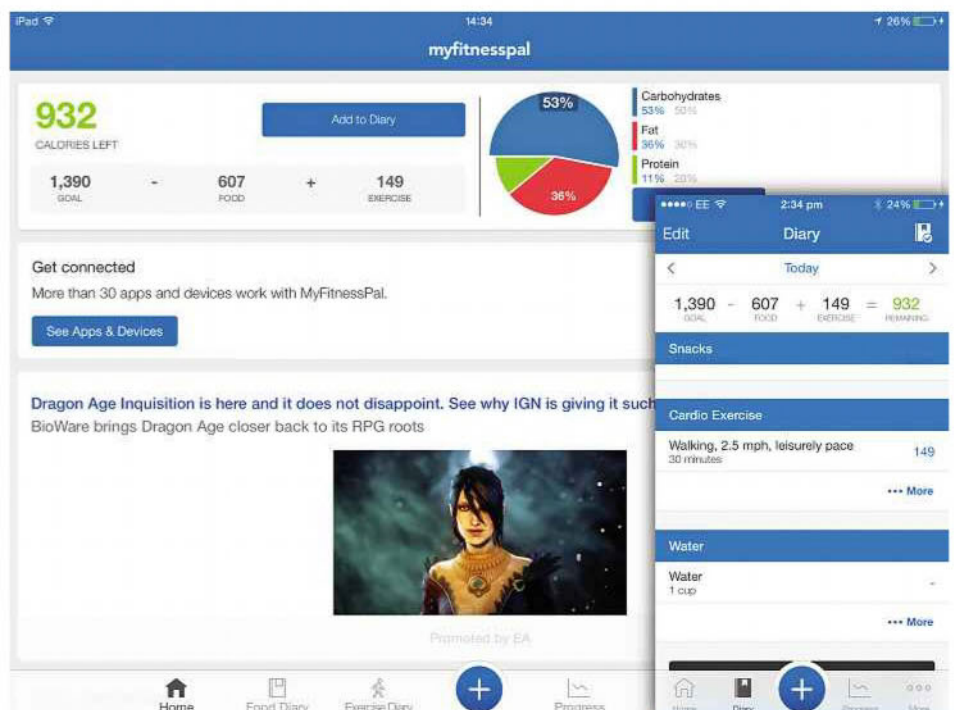 iPad 14:34 26%
myfitnesspal
932
CALORIES LEFT
Add to Diary
1,390 - 607 + 149
GOAL FOOD EXERCISE
53%
36%
Carbohydrates
53% 50%
Fat
36% 30%
Protein
11% 20%
Get connected
More than 30 apps and devices work with MyFitnessPal.
See Apps & Devices
Dragon Age Inquisition is here and it does not disappoint. See why IGN is giving it such
BioWare brings Dragon Age closer back to its RPG roots
Promoted by EA
Home Food Diary Exercise Diary + Progress
EE 2:34 pm 24%
Edit Diary
< Today >
1,390 - 607 + 149 = 932
GOAL FOOD EXERCISE REMAINING
Snacks
Cardio Exercise
Walking, 2.5 mph, leisurely pace 149
30 minutes
••• More
Water
Water -
1 cup
••• More
Home Diary + Progress More